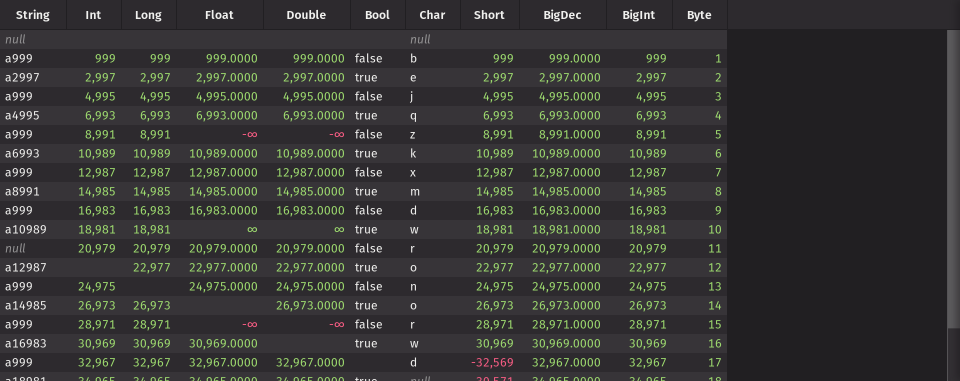 String Int Long Float Double Bool Char Short BigDec BigInt Byte
null null
a999 999 999 999.0000 999.0000 false b 999 999.0000 999 1
a2997 2,997 2,997 2,997.0000 2,997.0000 true e 2,997 2,997.0000 2,997 2
a999 4,995 4,995 4,995.0000 4,995.0000 false j 4,995 4,995.0000 4,995 3
a4995 6,993 6,993 6,993.0000 6,993.0000 true q 6,993 6,993.0000 6,993 4
a999 8,991 8,991 -∞ -∞ false z 8,991 8,991.0000 8,991 5
a6993 10,989 10,989 10,989.0000 10,989.0000 true k 10,989 10,989.0000 10,989 6
a999 12,987 12,987 12,987.0000 12,987.0000 false x 12,987 12,987.0000 12,987 7
a8991 14,985 14,985 14,985.0000 14,985.0000 true m 14,985 14,985.0000 14,985 8
a999 16,983 16,983 16,983.0000 16,983.0000 false d 16,983 16,983.0000 16,983 9
a10989 18,981 18,981 ∞ ∞ true w 18,981 18,981.0000 18,981 10
null 20,979 20,979 20,979.0000 20,979.0000 false r 20,979 20,979.0000 20,979 11
a12987 22,977 22,977.0000 22,977.0000 true o 22,977 22,977.0000 22,977 12
a999 24,975 24,975.0000 24,975.0000 false n 24,975 24,975.0000 24,975 13
a14985 26,973 26,973 26,973.0000 true o 26,973 26,973.0000 26,973 14
a999 28,971 28,971 -∞ -∞ false r 28,971 28,971.0000 28,971 15
a16983 30,969 30,969 30,969.0000 true w 30,969 30,969.0000 30,969 16
a999 32,967 32,967 32,967.0000 32,967.0000 d -32,569 32,967.0000 32,967 17
a18981 34,965 34,965 34,965.0000 34,965.0000 true null -30,571 34,965.0000 34,965 18